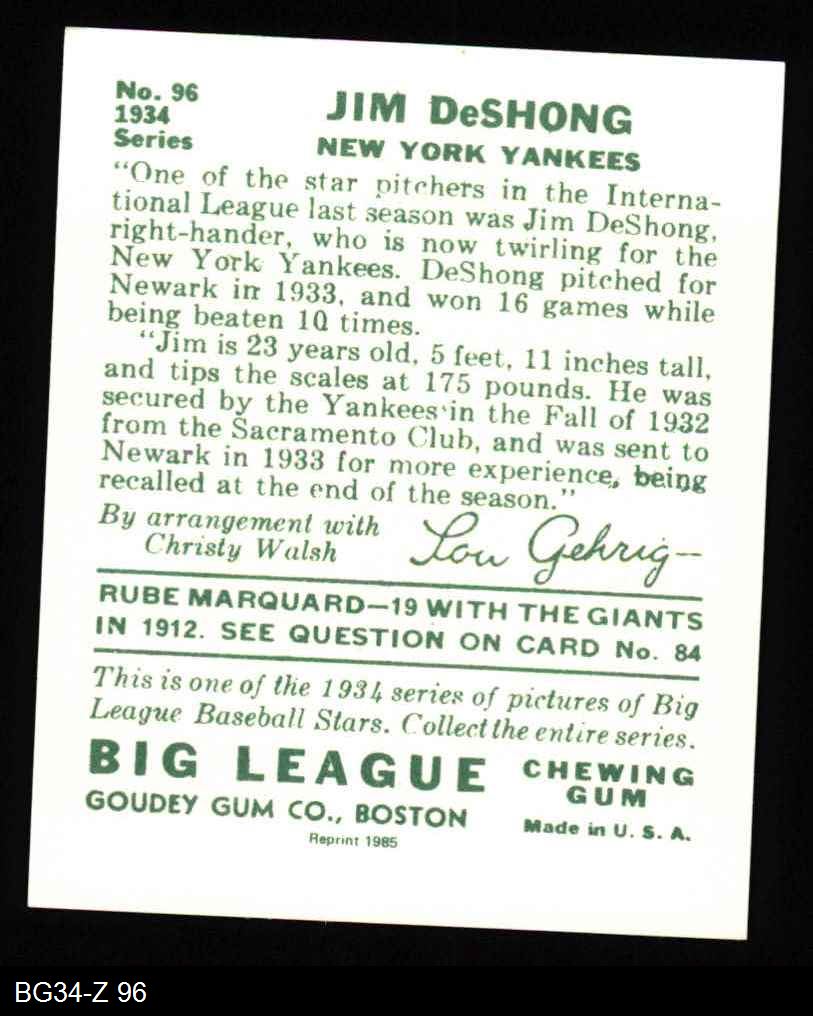 No. 96
1934
Series
JIM DeSHONG
NEW YORK YANKEES
"One of the star pitchers in the Interna-
tional League last season was Jim DeShong,
right-hander, who is now twirling for the
New York Yankees. DeShong pitched for
Newark in 1933, and won 16 games while
being beaten 10 times.
"Jim is 23 years old, 5 feet, 11 inches tall,
and tips the scales at 175 pounds. He was
secured by the Yankees in the Fall of 1932
from the Sacramento Club, and was sent to
Newark in 1933 for more experience, being
recalled at the end of the season."
By arrangement with
Christy Walsh
Lou Gehrig—
RUBE MARQUARD—19 WITH THE GIANTS
IN 1912. SEE QUESTION ON CARD No. 84
This is one of the 1934 series of pictures of Big
League Baseball Stars. Collect the entire series.
BIG LEAGUE
CHEWING
GUM
GOUDEY GUM CO., BOSTON
Made in U. S. A.
Reprint 1985
BG34-Z 96